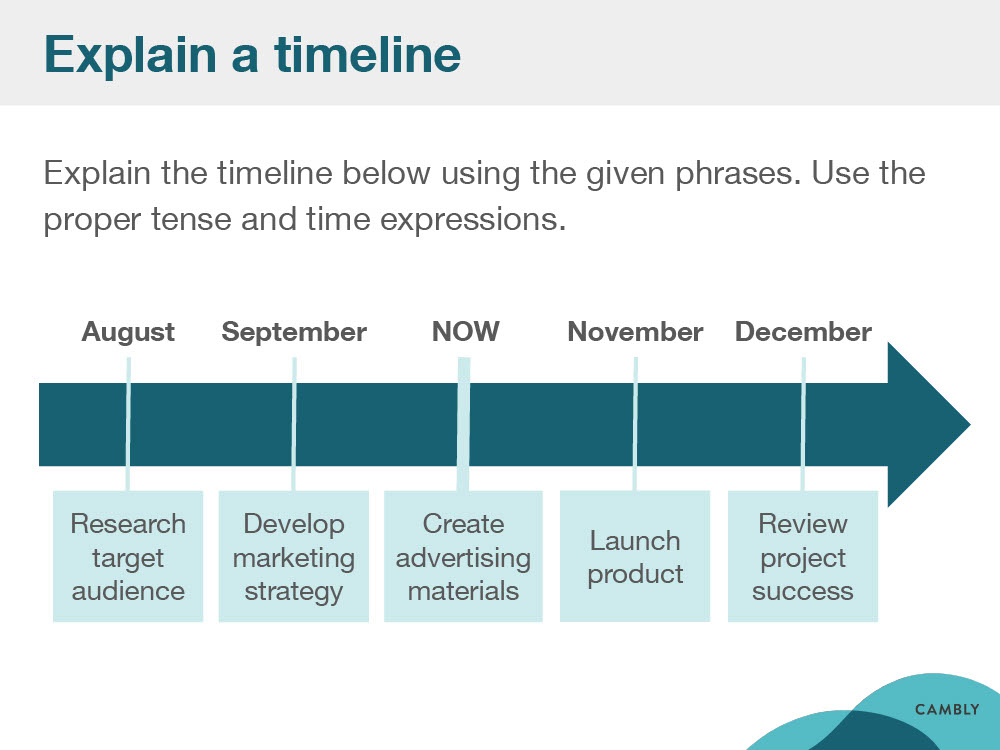 Explain a timeline
Explain the timeline below using the given phrases. Use the
proper tense and time expressions.
August
September
NOW
November
December
Research
target
audience
Develop
marketing
strategy
Create
advertising
materials
Launch
product
Review
project
success
CAMBLY